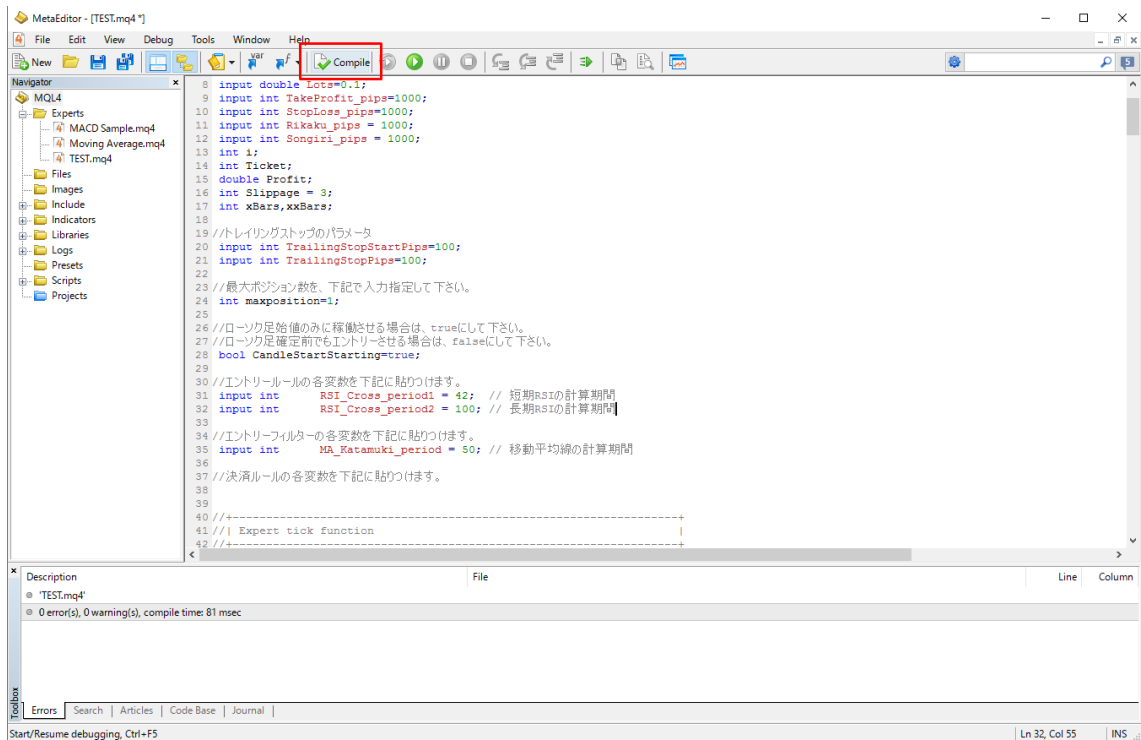 MetaEditor - [TEST.mq4 *]
File Edit View Debug Tools Window Help
New var f Compile 5
Navigator
MQL4
Experts
MACD Sample.mq4
Moving Average.mq4
TEST.mq4
Files
Images
Include
Indicators
Libraries
Logs
Presets
Scripts
Projects
8 input double Lots=0.1;
9 input int TakeProfit_pips=1000;
10 input int StopLoss_pips=1000;
11 input int Rikaku_pips = 1000;
12 input int Songiri_pips = 1000;
13 int i;
14 int Ticket;
15 double Profit;
16 int Slippage = 3;
17 int xBars,xxBars;
18
19 //トレイリングストップのパラメータ
20 input int TrailingStopStartPips=100;
21 input int TrailingStopPips=100;
22
23 //最大ポジション数を、下記で入力指定して下さい。
24 int maxposition=1;
25
26 //ローソク足始値のみに稼働させる場合は、trueにして下さい。
27 //ローソク足確定前でもエントリーさせる場合は、falseにして下さい。
28 bool CandleStartStarting=true;
29
30 //エントリールールの各変数を下記に貼りつけます。
31 input int RSI_Cross_period1 = 42; // 短期RSIの計算期間
32 input int RSI_Cross_period2 = 100; // 長期RSIの計算期間
33
34 //エントリーフィルターの各変数を下記に貼りつけます。
35 input int MA_Katamuki_period = 50; // 移動平均線の計算期間
36
37 //決済ルールの各変数を下記に貼りつけます。
38
39
40 //+------------------------------------------------------------------+
41 //| Expert tick function |
42 //+------------------------------------------------------------------+
Description File Line Column
'TEST.mq4'
0 error(s), 0 warning(s), compile time: 81 msec
Toolbox
Errors Search Articles Code Base Journal
Start/Resume debugging, Ctrl+F5 Ln 32, Col 55 INS